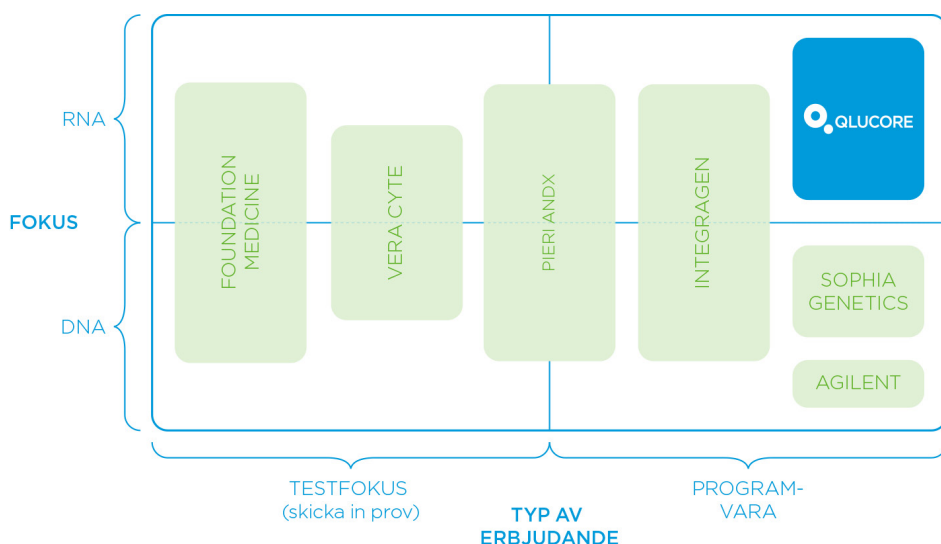 RNA
FOKUS
DNA
FOUNDATION
MEDICINE
VERA CYTE
PIERI ANDX
INTEGRAGEN
QLUCORE
SOPHIA
GENETICS
AGILENT
TESTFOKUS
(skicka in prov)
TYP AV
ERBJUDANDE
PROGRAM-
VARA